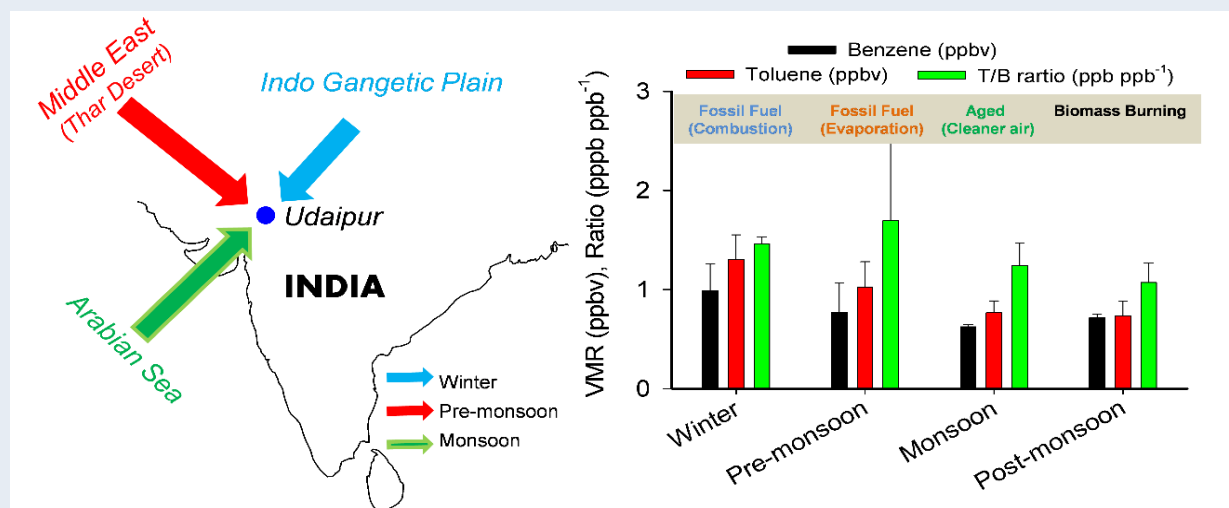 Middle East
(Thar Desert)
Indo Gangetic Plain
Udaipur
INDIA
Arabian Sea
Winter
Pre-monsoon
Monsoon
Benzene (ppbv)
Toluene (ppbv)
T/B rartio (ppb ppb-1)
Fossil Fuel
(Combustion)
Fossil Fuel
(Evaporation)
Aged
(Cleaner air)
Biomass Burning
VMR (ppbv), Ratio (pppb ppb-1)
3
2
1
0
Winter
Pre-monsoon
Monsoon
Post-monsoon